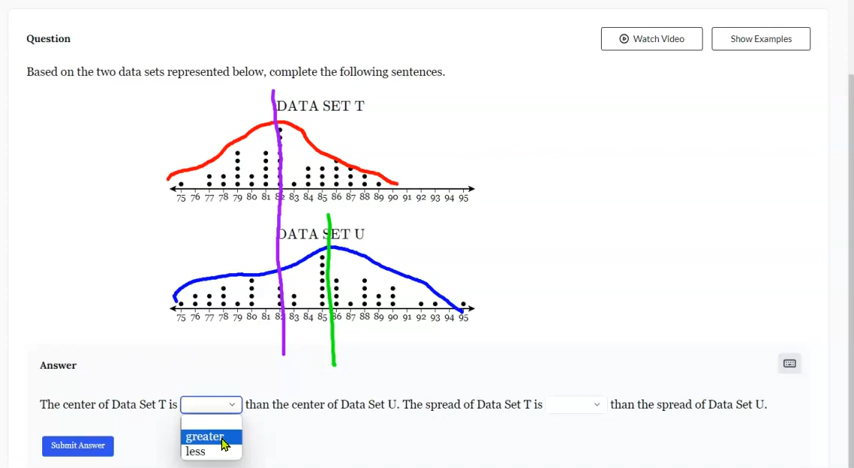 Question
Watch Video
Show Examples
Based on the two data sets represented below, complete the following sentences.
DATA SET T
75 76 77 78 79 80 81 82 83 84 85 86 87 88 89 90 91 92 93 94 95
DATA SET U
75 76 77 78 79 80 81 82 83 84 85 86 87 88 89 90 91 92 93 94 95
Answer
The center of Data Set T is than the center of Data Set U. The spread of Data Set T is than the spread of Data Set U.
greater
less
Submit Answer